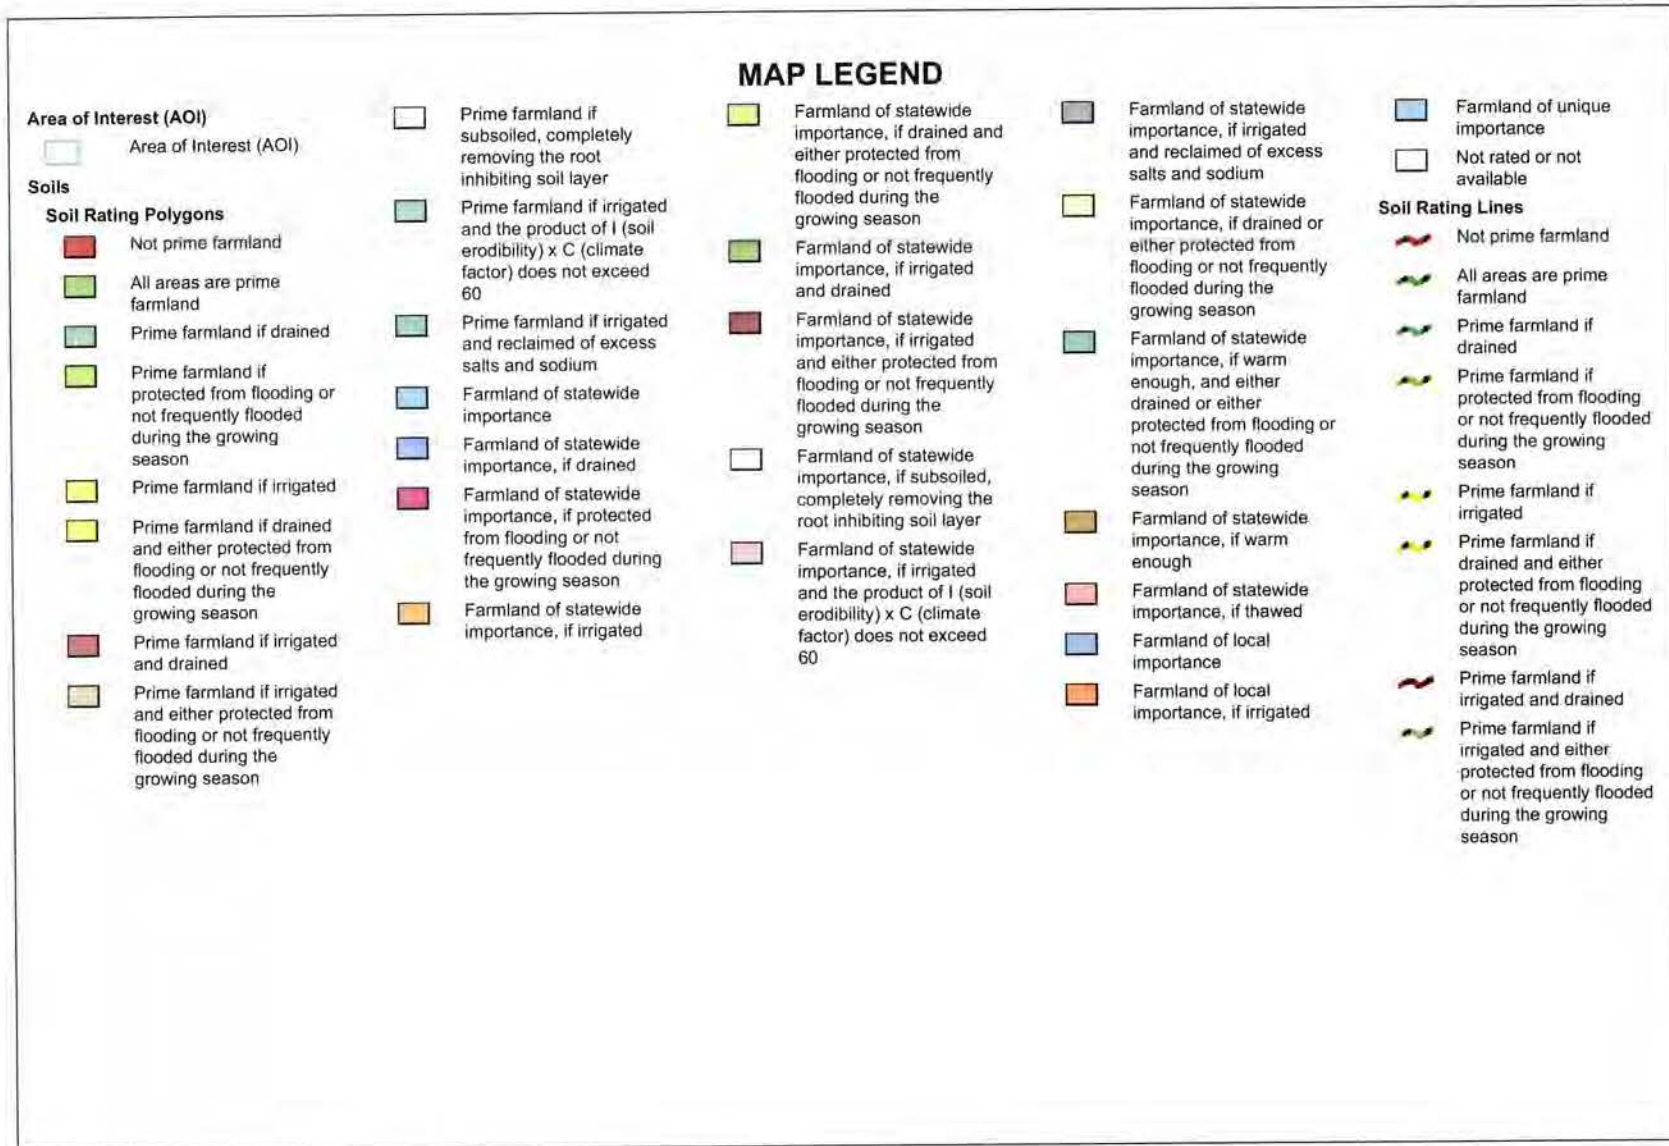 MAP LEGEND
Area of Interest (AOI)
Area of Interest (AOI)
Soils
Soil Rating Polygons
Not prime farmland
All areas are prime
farmland
Prime farmland if drained
Prime farmland if
protected from flooding or
not frequently flooded
during the growing
season
Prime farmland if irrigated
Prime farmland if drained
and either protected from
flooding or not frequently
flooded during the
growing season
Prime farmland if irrigated
and drained
Prime farmland if irrigated
and either protected from
flooding or not frequently
flooded during the
growing season
Prime farmland if
subsoiled, completely
removing the root
inhibiting soil layer
Prime farmland if irrigated
and the product of I (soil
erodibility) x C (climate
factor) does not exceed
60
Prime farmland if irrigated
and reclaimed of excess
salts and sodium
Farmland of statewide
importance
Farmland of statewide
importance, if drained
Farmland of statewide
importance, if protected
from flooding or not
frequently flooded during
the growing season
Farmland of statewide
importance, if irrigated
Farmland of statewide
importance, if drained and
either protected from
flooding or not frequently
flooded during the
growing season
Farmland of statewide
importance, if irrigated
and drained
Farmland of statewide
importance, if irrigated
and either protected from
flooding or not frequently
flooded during the
growing season
Farmland of statewide
importance, if subsoiled,
completely removing the
root inhibiting soil layer
Farmland of statewide
importance, if irrigated
and the product of I (soil
erodibility) x C (climate
factor) does not exceed
60
Farmland of statewide
importance, if irrigated
and reclaimed of excess
salts and sodium
Farmland of statewide
importance, if drained or
either protected from
flooding or not frequently
flooded during the
growing season
Farmland of statewide
importance, if warm
enough, and either
drained or either
protected from flooding or
not frequently flooded
during the growing
season
Farmland of statewide
importance, if warm
enough
Farmland of statewide
importance, if thawed
Farmland of local
importance
Farmland of local
importance, if irrigated
Farmland of unique
importance
Not rated or not
available
Soil Rating Lines
Not prime farmland
All areas are prime
farmland
Prime farmland if
drained
Prime farmland if
protected from flooding
or not frequently flooded
during the growing
season
Prime farmland if
irrigated
Prime farmland if
drained and either
protected from flooding
or not frequently flooded
during the growing
season
Prime farmland if
irrigated and drained
Prime farmland if
irrigated and either
protected from flooding
or not frequently flooded
during the growing
season